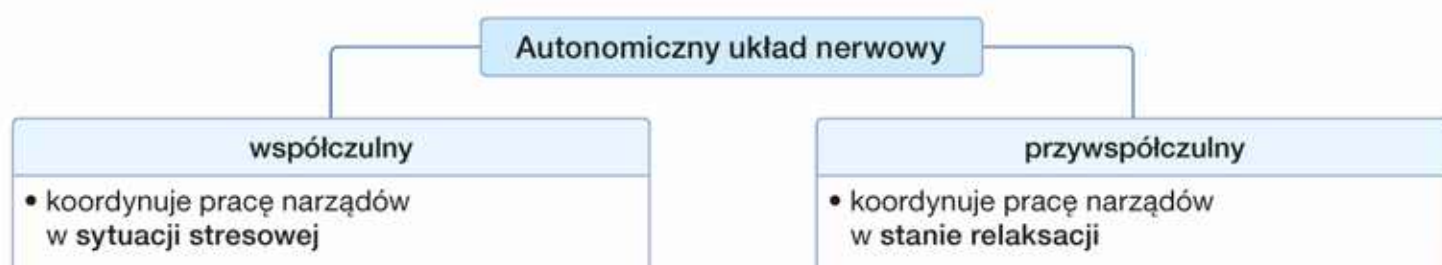 Autonomiczny układ nerwowy
współczulny
• koordynuje pracę narządów
w sytuacji stresowej
przywspółczulny
• koordynuje pracę narządów
w stanie relaksacji